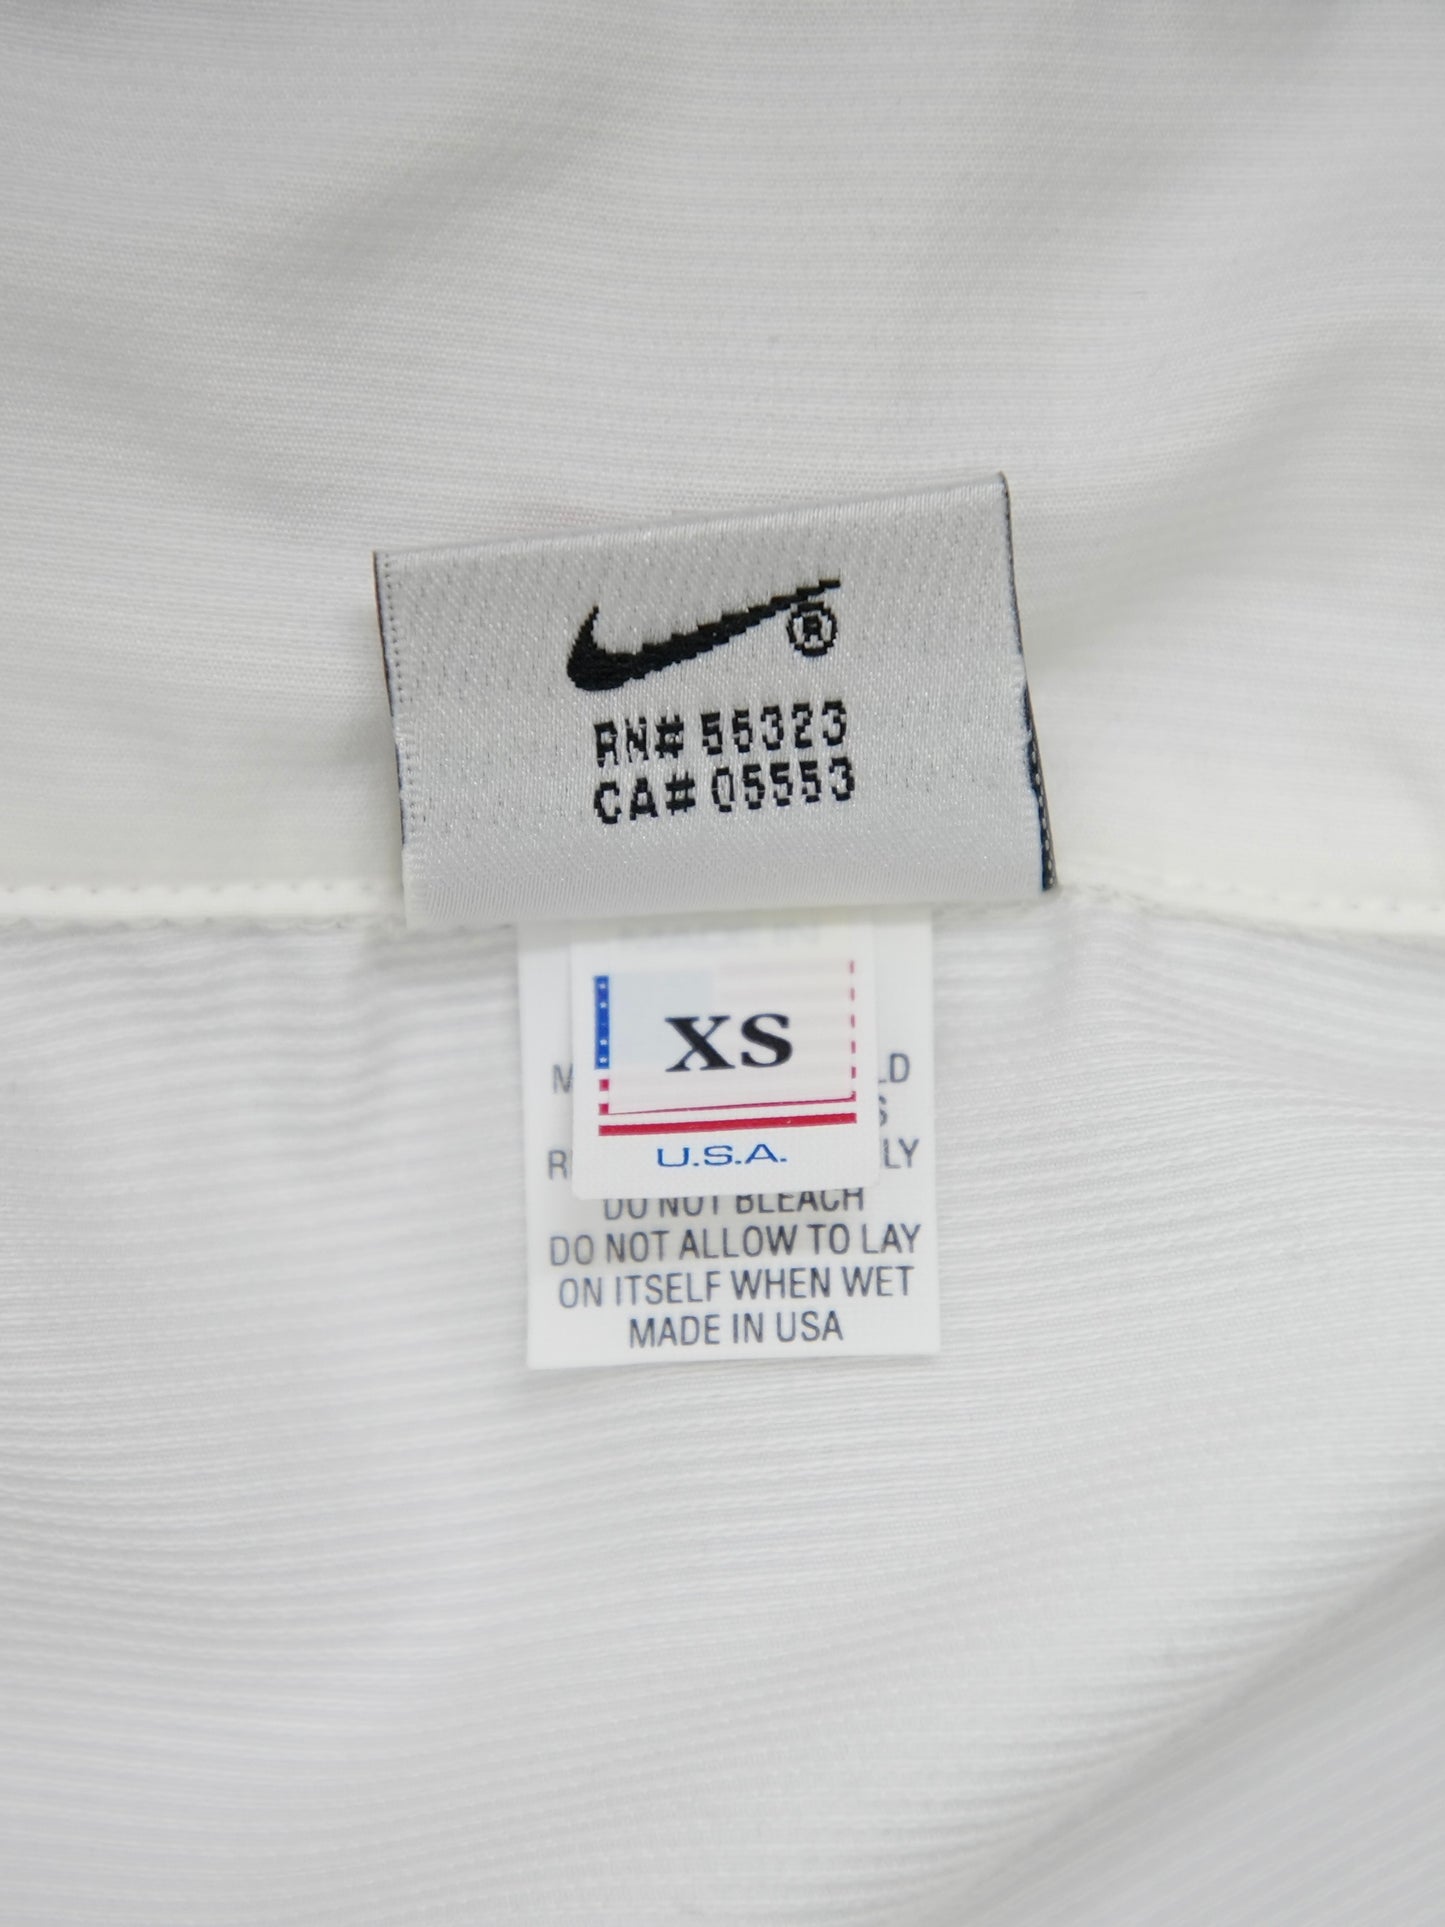 ®
RN# 56323
CA# 05553
XS
U.S.A.
DO NOT BLEACH
DO NOT ALLOW TO LAY
ON ITSELF WHEN WET
MADE IN USA